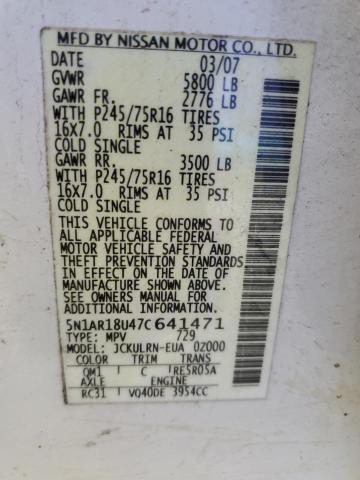 MFD BY NISSAN MOTOR CO., LTD.
DATE 03/07
GVWR 5800 LB
GAWR FR. 2776 LB
WITH P245/75R16 TIRES
16X7.0 RIMS AT 35 PSI
COLD SINGLE
GAWR RR. 3500 LB
WITH P245/75R16 TIRES
16X7.0 RIMS AT 35 PSI
COLD SINGLE
THIS VEHICLE CONFORMS TO
ALL APPLICABLE FEDERAL
MOTOR VEHICLE SAFETY AND
THEFT PREVENTION STANDARDS
IN EFFECT ON THE DATE OF
MANUFACTURE SHOWN ABOVE.
SEE OWNERS MANUAL FOR
ADDITIONAL INFORMATION.
5N1AR18U47C641471
TYPE: MPV 729
MODEL: JCKULRN-EUA 0Z000
COLOR TRIM TRANS
QM1 C RE5R05A
AXLE ENGINE
RC31 VQ40DE 3954CC